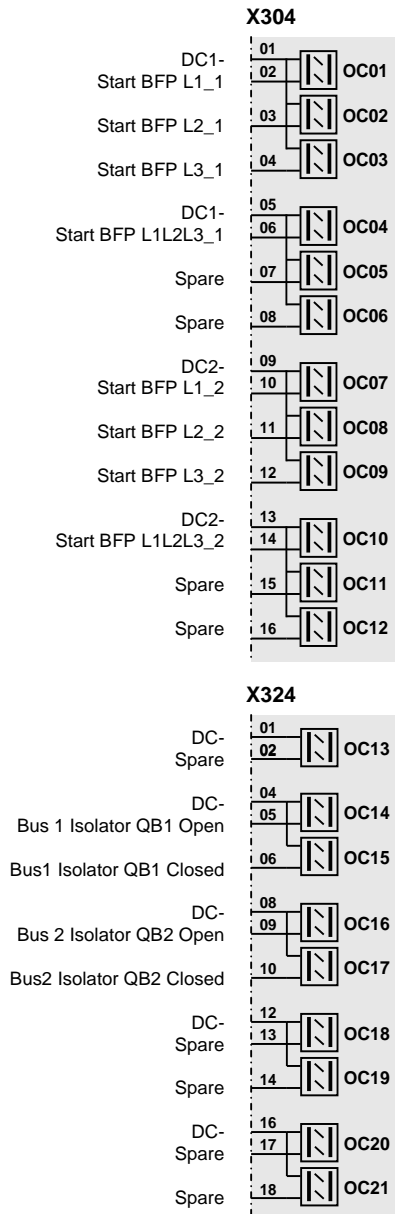 X304
DC1- 01
Start BFP L1_1 02 OC01
Start BFP L2_1 03 OC02
Start BFP L3_1 04 OC03
DC1- 05
Start BFP L1L2L3_1 06 OC04
Spare 07 OC05
Spare 08 OC06
DC2- 09
Start BFP L1_2 10 OC07
Start BFP L2_2 11 OC08
Start BFP L3_2 12 OC09
DC2- 13
Start BFP L1L2L3_2 14 OC10
Spare 15 OC11
Spare 16 OC12
X324
DC- 01
Spare 02 OC13
DC- 04
Bus 1 Isolator QB1 Open 05 OC14
Bus1 Isolator QB1 Closed 06 OC15
DC- 08
Bus 2 Isolator QB2 Open 09 OC16
Bus2 Isolator QB2 Closed 10 OC17
DC- 12
Spare 13 OC18
Spare 14 OC19
DC- 16
Spare 17 OC20
Spare 18 OC21